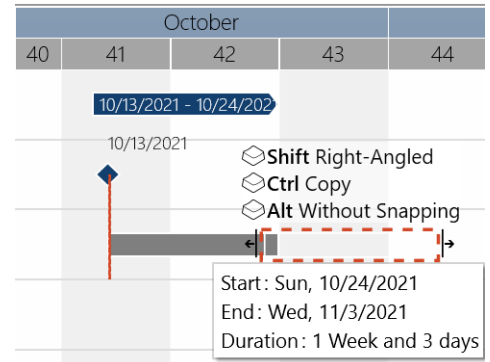 October
40 41 42 43 44
10/13/2021 - 10/24/202
10/13/2021
Shift Right-Angled
Ctrl Copy
Alt Without Snapping
Start: Sun, 10/24/2021
End: Wed, 11/3/2021
Duration: 1 Week and 3 days